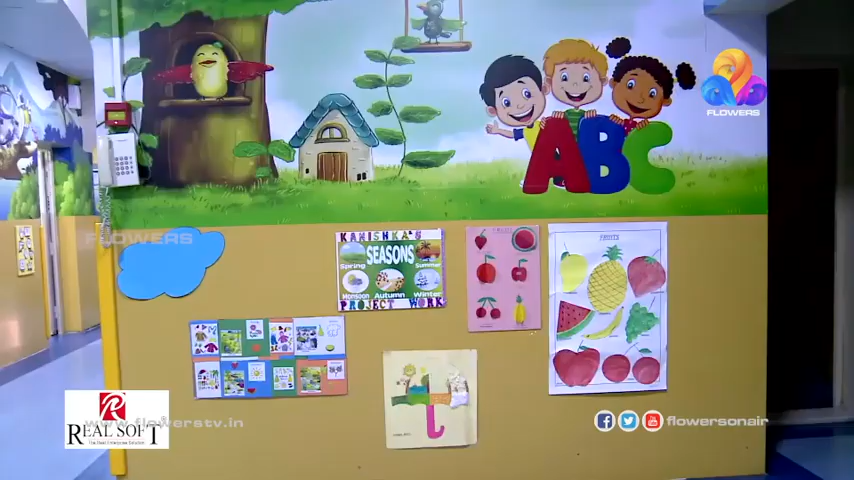 ABC
FLOWERS
FLOWERS
KANISHKA'S
SEASONS
Spring
Summer
Monsoon
Autumn
Winter
PROJECT WORK
FRUITS
FRUITS
R
REAL SOFT
www.flowerstv.in
flowersonair